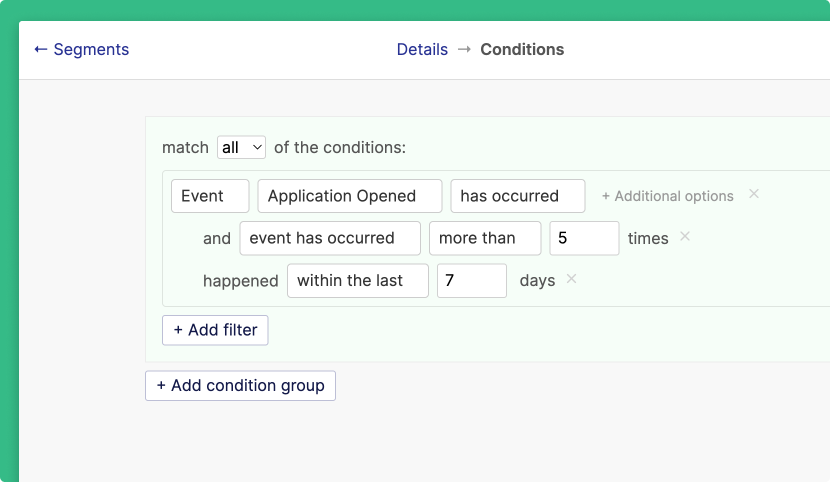 ← Segments
Details → Conditions
match all of the conditions:
Event Application Opened has occurred + Additional options ×
and event has occurred more than 5 times ×
happened within the last 7 days ×
+ Add filter
+ Add condition group